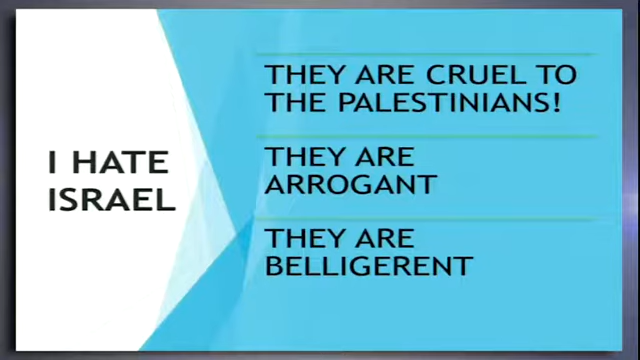 I HATE
ISRAEL
THEY ARE CRUEL TO
THE PALESTINIANS!
THEY ARE
ARROGANT
THEY ARE
BELLIGERENT